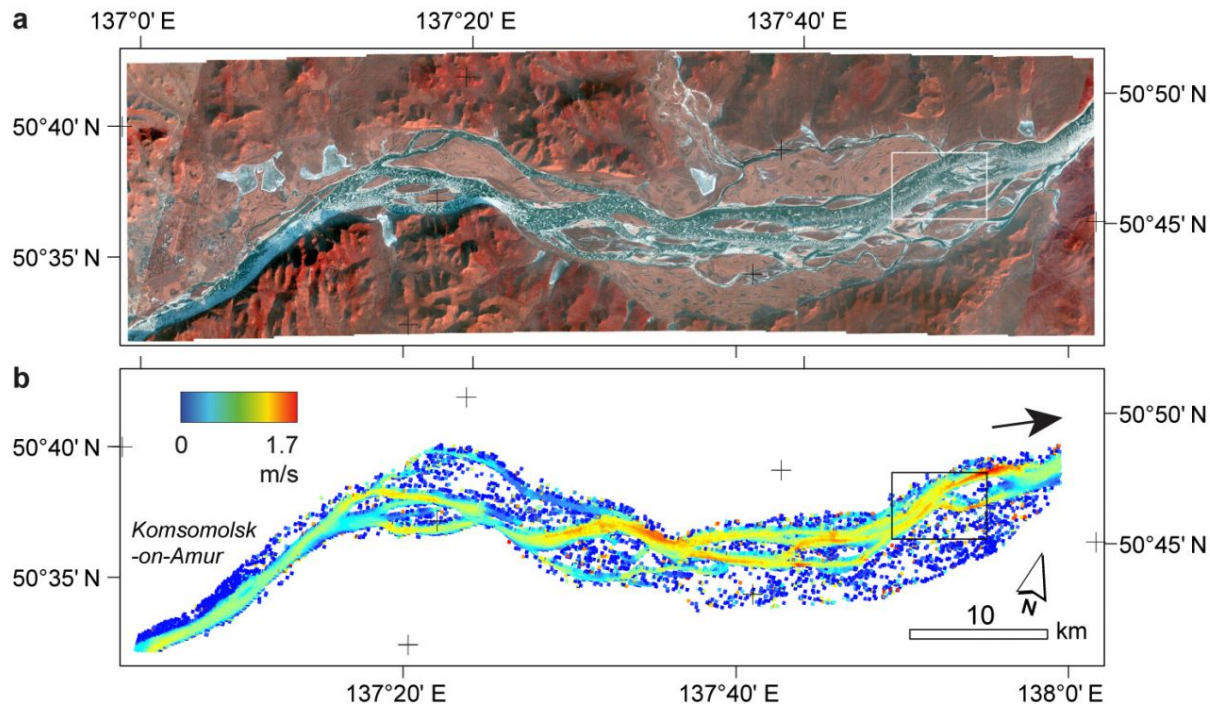 a
137°0' E 137°20' E 137°40' E
50°40' N
50°35' N
50°50' N
50°45' N
b
0 1.7
m/s
Komsomolsk
-on-Amur
50°40' N
50°35' N
50°50' N
50°45' N
N
10
km
137°20' E 137°40' E 138°0' E